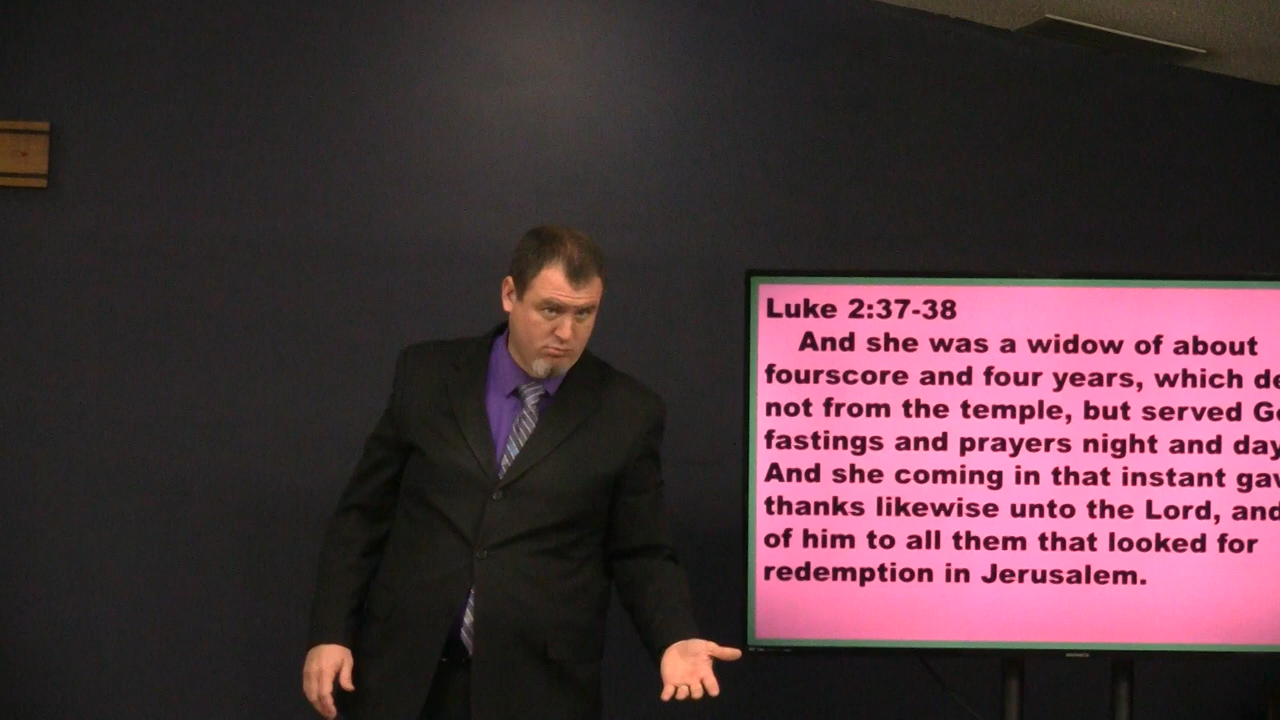 Luke 2:37-38
And she was a widow of about
fourscore and four years, which
not from the temple, but served
fastings and prayers night and day
And she coming in that instant
thanks likewise unto the Lord, and
of him to all them that looked for
redemption in Jerusalem.